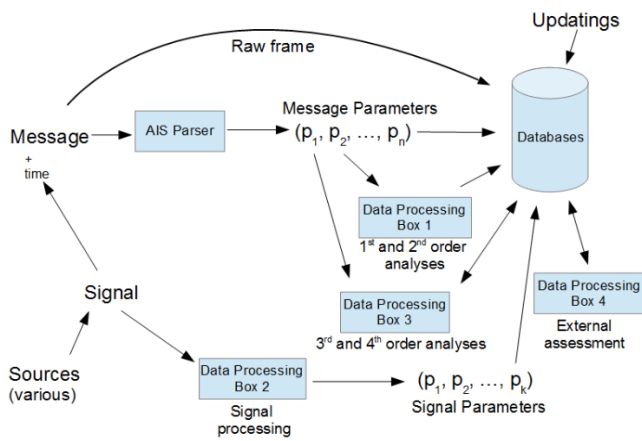 Updatings
Raw frame
Message Parameters
Message
+
time
AIS Parser
(p1, p2, ..., pn)
Databases
Data Processing
Box 1
1st and 2nd order
analyses
Signal
Data Processing
Box 3
3rd and 4th order analyses
Data Processing
Box 4
External
assessment
Sources
(various)
Data Processing
Box 2
Signal
processing
(p1, p2, ..., pk)
Signal Parameters